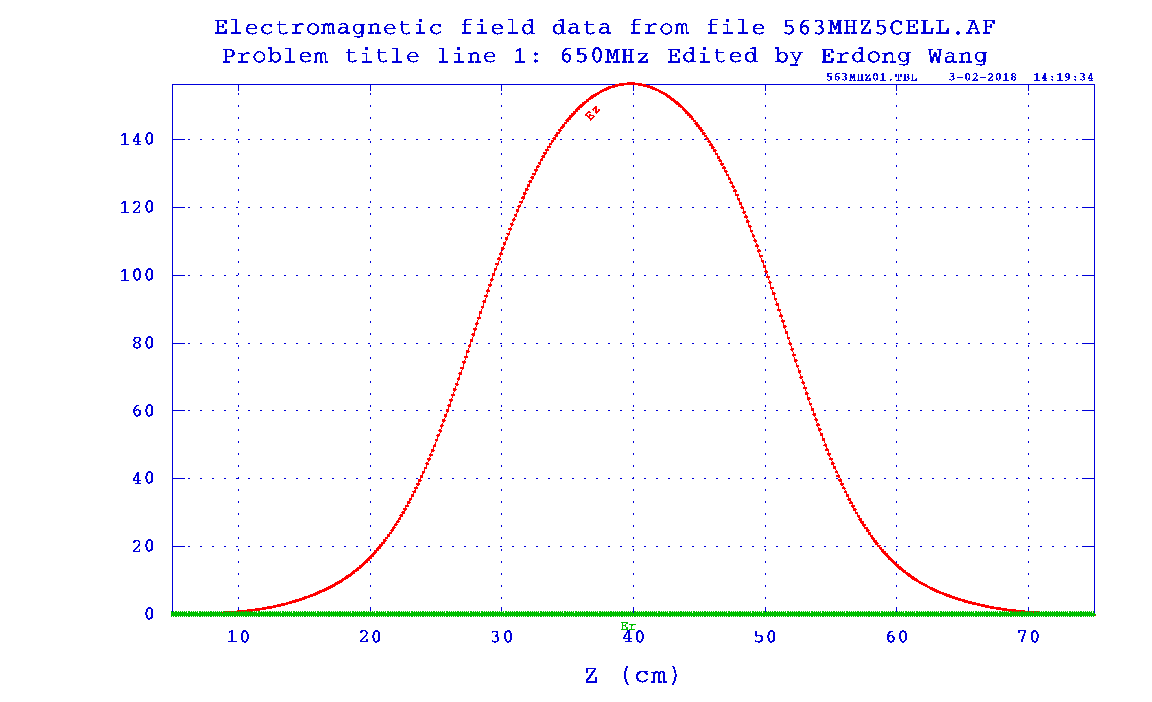 Electromagnetic field data from file 563MHZ5CELL.AF
Problem title line 1: 650MHz Edited by Erdong Wang
563MHZ01.TBL 3-02-2018 14:19:34
Ez
140
120
100
80
60
40
20
0
Er
10 20 30 40 50 60 70
Z (cm)